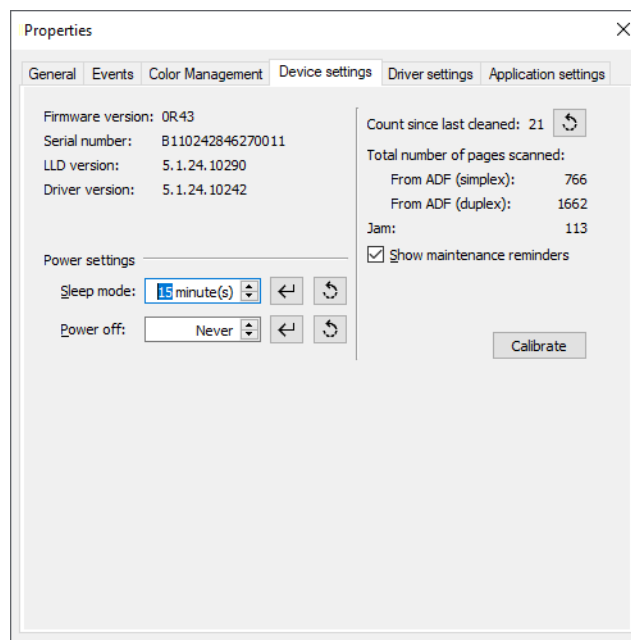 Properties
General Events Color Management Device settings Driver settings Application settings
Firmware version: 0R43
Serial number: B110242846270011
LLD version: 5.1.24.10290
Driver version: 5.1.24.10242
Power settings
Sleep mode: 15 minute(s)
Power off: Never
Count since last cleaned: 21
Total number of pages scanned:
From ADF (simplex): 766
From ADF (duplex): 1662
Jam: 113
Show maintenance reminders
Calibrate